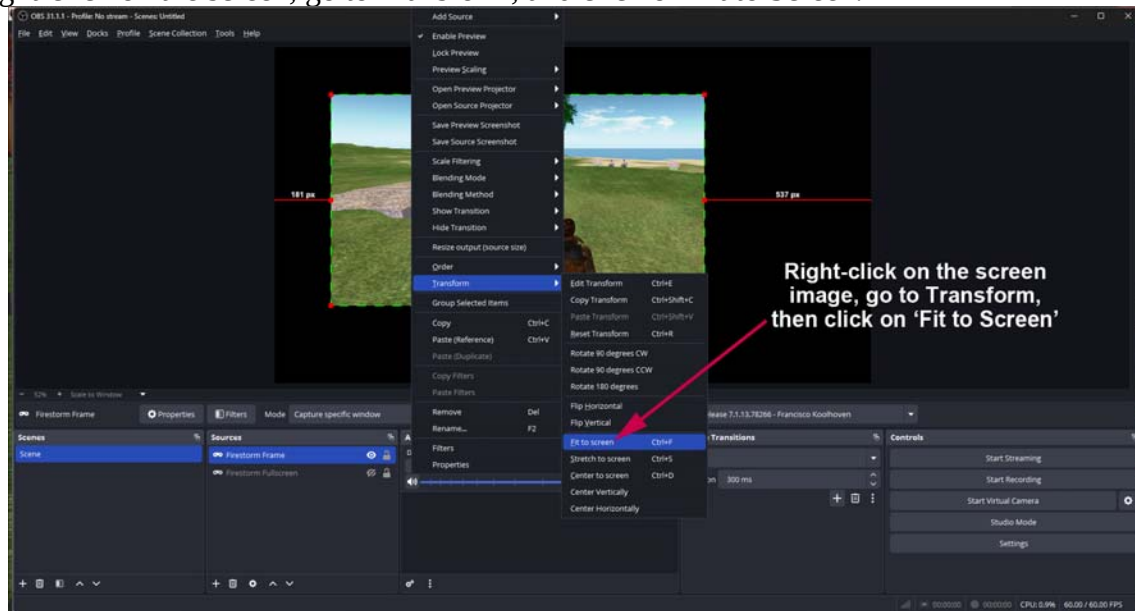 OBS 31.1.1 - Profile: No stream - Scenes: Untitled
File Edit View Docks Profile Scene Collection Tools Help
Add Source
Enable Preview
Lock Preview
Preview Scaling
Open Preview Projector
Open Source Projector
Save Preview Screenshot
Save Source Screenshot
Scale Filtering
Blending Mode
Blending Method
Show Transition
Hide Transition
Resize output (source size)
Order
Transform
Group Selected Items
Copy Ctrl+C
Paste (Reference) Ctrl+V
Paste (Duplicate)
Copy Filters
Paste Filters
Remove Del
Rename... F2
Filters
Properties
181 px
537 px
Edit Transform Ctrl+E
Copy Transform Ctrl+Shift+C
Paste Transform Ctrl+Shift+V
Reset Transform Ctrl+R
Rotate 90 degrees CW
Rotate 90 degrees CCW
Rotate 180 degrees
Flip Horizontal
Flip Vertical
Fit to screen Ctrl+F
Stretch to screen Ctrl+S
Center to screen Ctrl+D
Center Vertically
Center Horizontally
Right-click on the screen
image, go to Transform,
then click on ‘Fit to Screen’
52% Scale to Window
Firestorm Frame Properties Filters Mode Capture specific window
7.1.13.78266 - Francisco Koolhoven
Scenes
Scene
Sources
Firestorm Frame
Firestorm Fullscreen
Transitions
300 ms
Controls
Start Streaming
Start Recording
Start Virtual Camera
Studio Mode
Settings
00:00:00 00:00:00 CPU: 0.9% 60.00 / 60.00 FPS